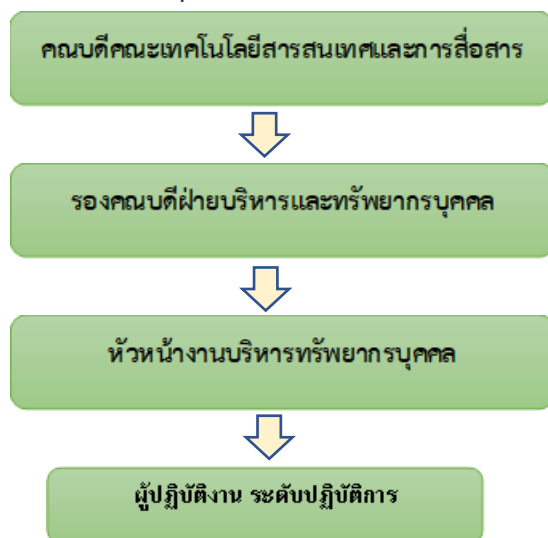 คณบดีคณะเทคโนโลยีสารสนเทศและการสื่อสาร
รองคณบดีฝ่ายบริหารและทรัพยากรบุคคล
หัวหน้างานบริหารทรัพยากรบุคคล
ผู้ปฏิบัติงาน ระดับปฏิบัติการ